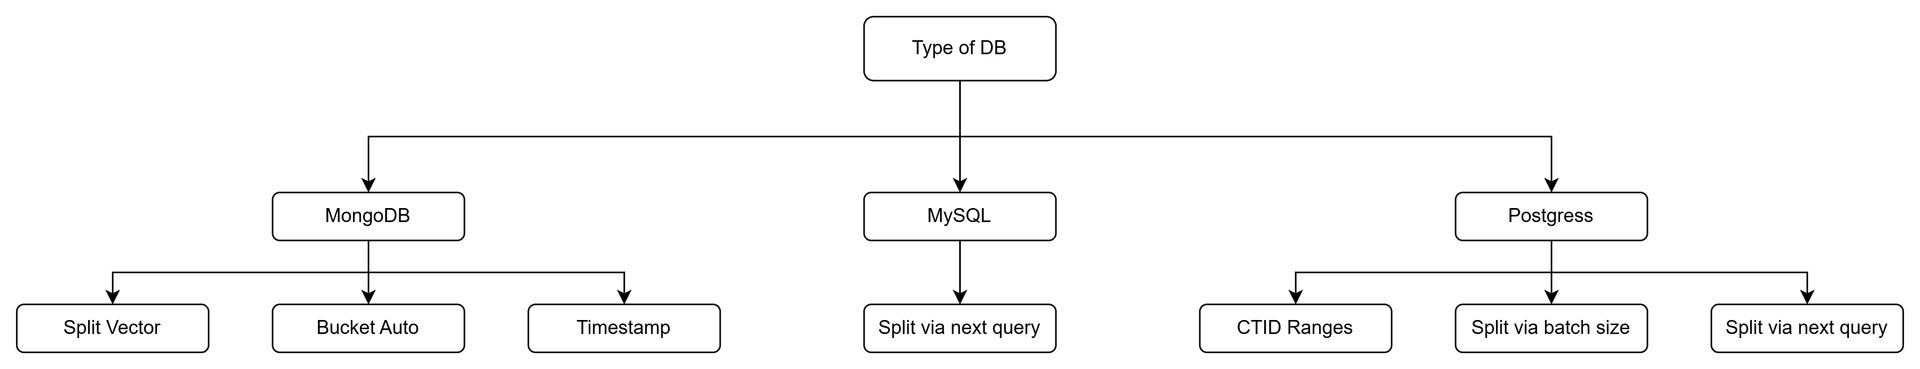 Type of DB
MongoDB
MySQL
Postgress
Split Vector
Bucket Auto
Timestamp
Split via next query
CTID Ranges
Split via batch size
Split via next query